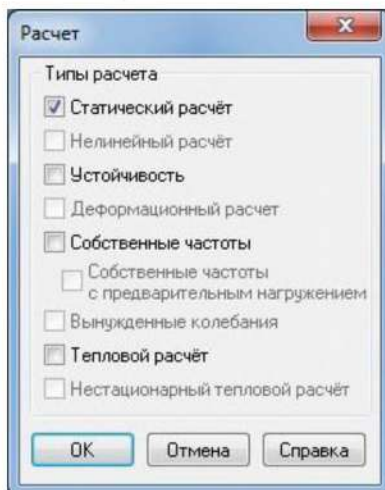 Расчет
Типы расчета
Статический расчёт
Нелинейный расчёт
Устойчивость
Деформационный расчет
Собственные частоты
Собственные частоты
с предварительным нагружением
Вынужденные колебания
Тепловой расчёт
Нестационарный тепловой расчёт
ОК
Отмена
Справка